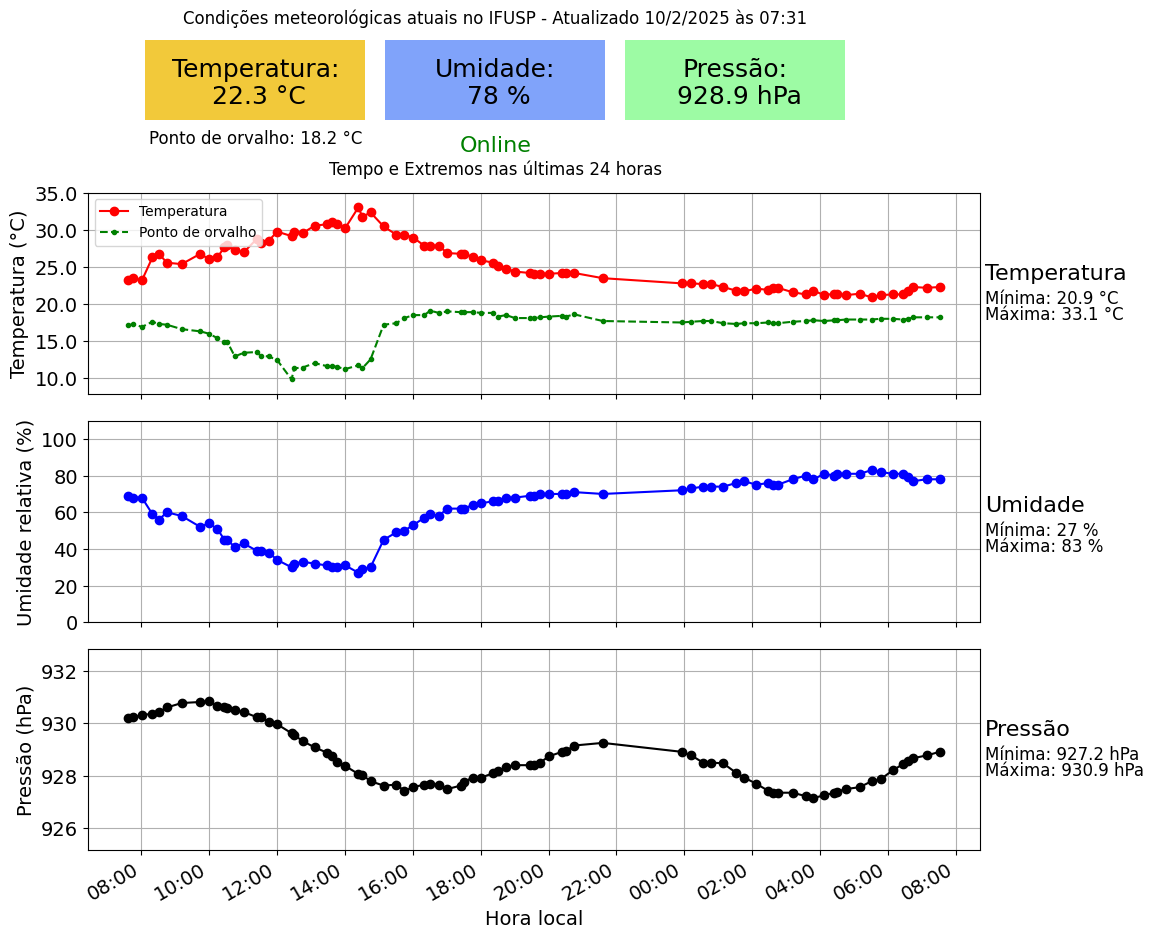 Condições meteorológicas atuais no IFUSP - Atualizado 10/2/2025 às 07:31
Temperatura:
22.3 °C
Umidade:
78 %
Pressão:
928.9 hPa
Ponto de orvalho: 18.2 °C
Online
Tempo e Extremos nas últimas 24 horas
Temperatura (°C)
35.0
30.0
25.0
20.0
15.0
10.0
Temperatura
Ponto de orvalho
Temperatura
Mínima: 20.9 °C
Máxima: 33.1 °C
Umidade relativa (%)
100
80
60
40
20
0
Umidade
Mínima: 27 %
Máxima: 83 %
Pressão (hPa)
932
930
928
926
Pressão
Mínima: 927.2 hPa
Máxima: 930.9 hPa
08:00 10:00 12:00 14:00 16:00 18:00 20:00 22:00 00:00 02:00 04:00 06:00 08:00
Hora local